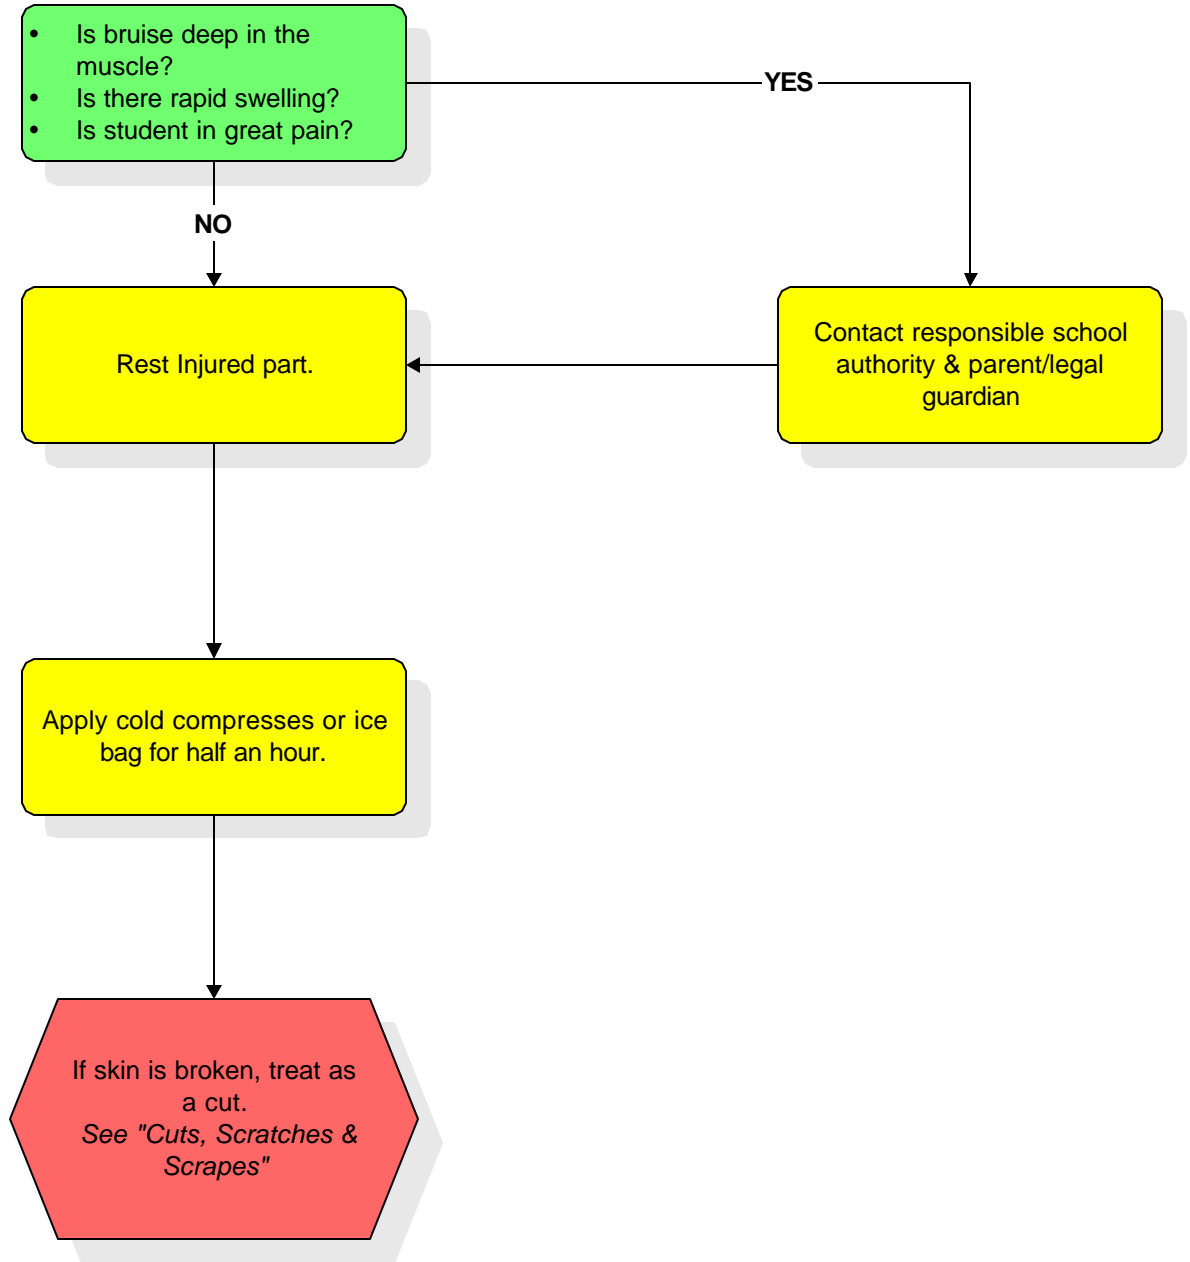 • Is bruise deep in the
muscle?
• Is there rapid swelling?
• Is student in great pain?
YES
NO
Rest Injured part.
Contact responsible school
authority & parent/legal
guardian
Apply cold compresses or ice
bag for half an hour.
If skin is broken, treat as
a cut.
See "Cuts, Scratches &
Scrapes"